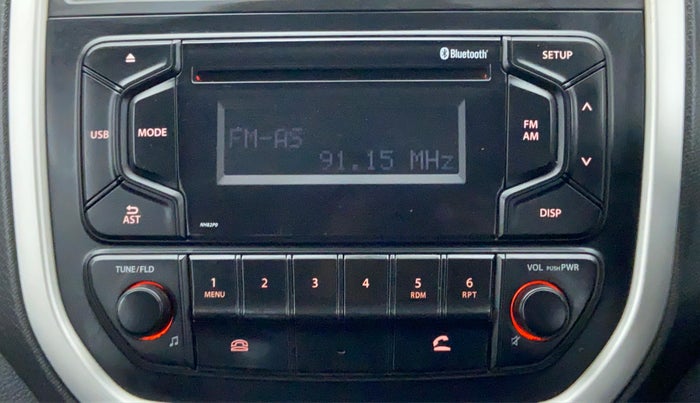 Bluetooth
SETUP
USB
MODE
FM-AS
91.15 MHz
FM
AM
AST
DISP
TUNE/FLD
1
MENU
2
3
4
5
RDM
6
RPT
VOL PUSH PWR